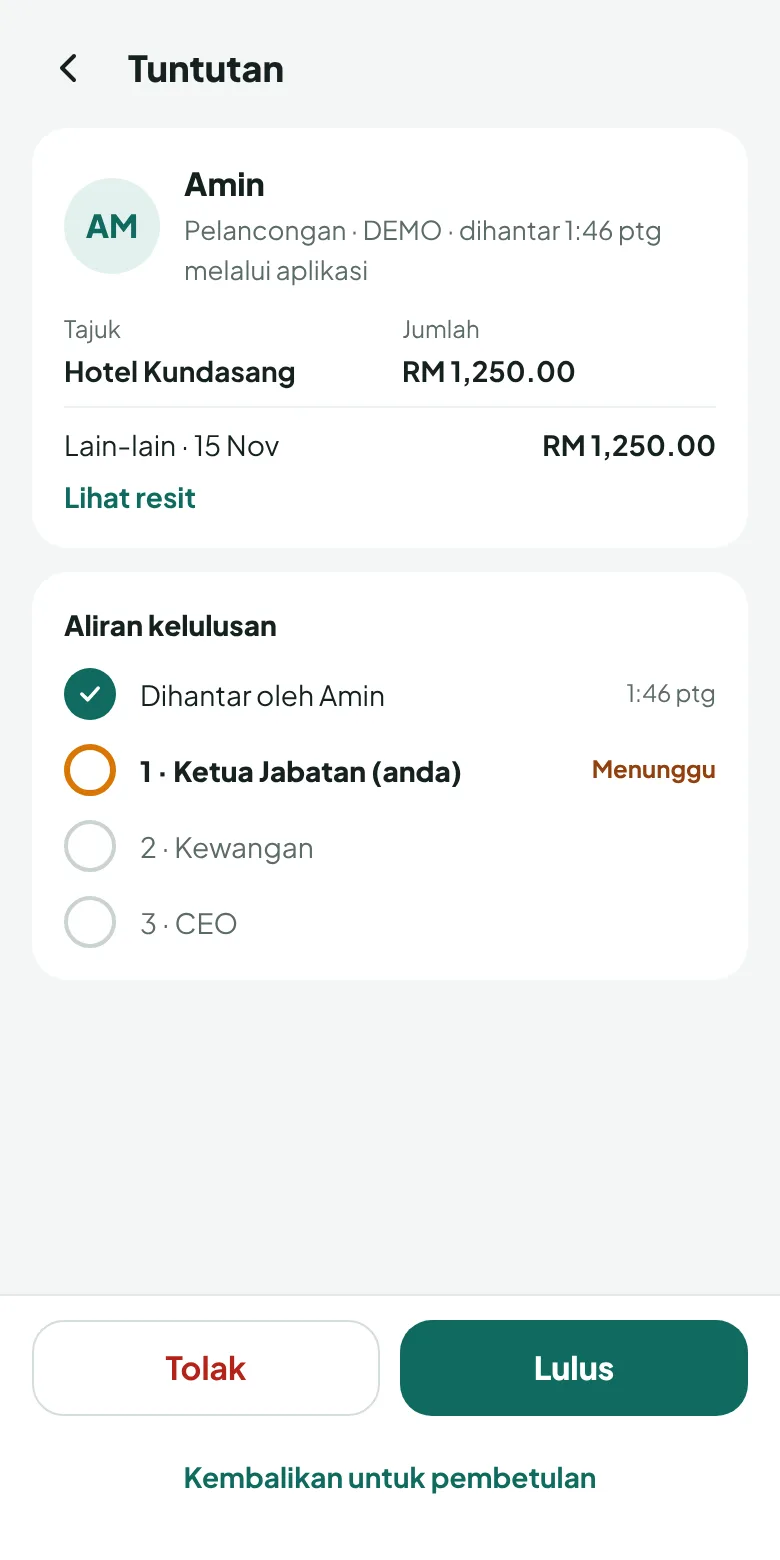 Tuntutan
AM
Amin
Pelancongan · DEMO · dihantar 1:46 ptg
melalui aplikasi
Tajuk
Jumlah
Hotel Kundasang
RM 1,250.00
Lain-lain · 15 Nov
RM 1,250.00
Lihat resit
Aliran kelulusan
Dihantar oleh Amin
1:46 ptg
1 · Ketua Jabatan (anda)
Menunggu
2 · Kewangan
3 · CEO
Tolak
Lulus
Kembalikan untuk pembetulan